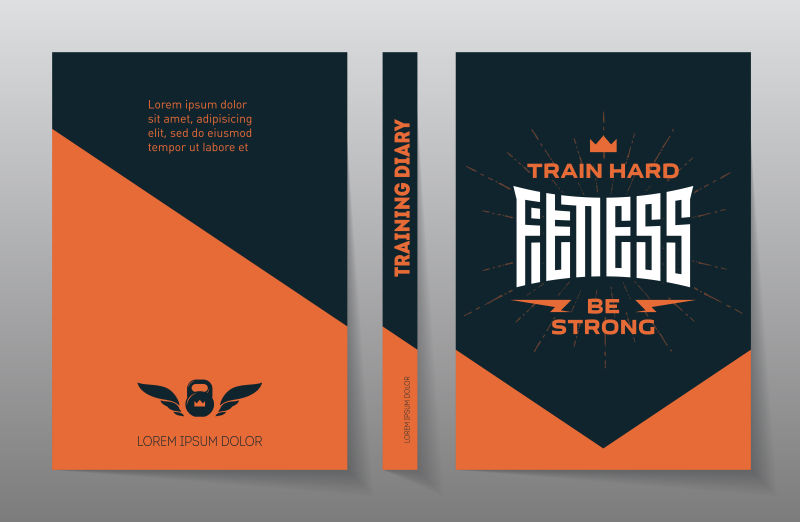 Lorem ipsum dolor
sit amet, adipisicing
elit, sed do eiusmod
tempor ut labore et
LOREM IPSUM DOLOR
TRAINING DIARY
LOREM IPSUM DOLOR
TRAIN HARD
FITNESS
BE
STRONG